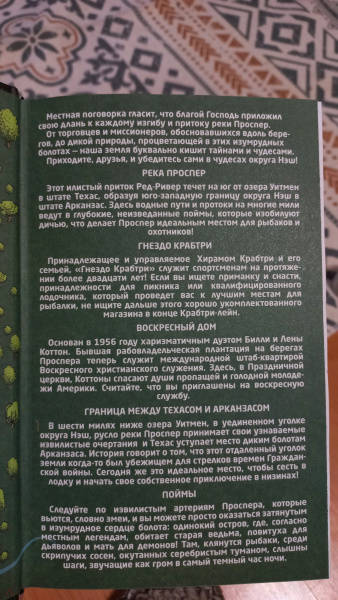 Местная поговорка гласит, что благой Господь приложил
свою длань к каждому изгибу и притоку реки Проспер.
От торговцев и миссионеров, обосновавшихся вдоль бере-
гов, до дикой природы, процветающей в этих изумрудных
болотах – наша земля буквально кишит тайнами и чудесами.
Приходите, друзья, и убедитесь сами в чудесах округа Нэш!
РЕКА ПРОСПЕР
Этот илистый приток Ред-Ривер течет на юг от озера Уитмен
в штате Техас, образуя юго-западную границу округа Нэш в
штате Арканзас. Здесь водные пути и протоки на многие мили
ведут в глубокие, неизведанные поймы, которые изобилуют
дичью, что делает Проспер идеальным местом для рыбаков и
охотников!
ГНЕЗДО КРАБТРИ
Принадлежащее и управляемое Хирамом Крабтри и его
семьей, «Гнездо Крабтри» служит спортсменам на протяже-
нии более двадцати лет! Если вы ищете приманку и снасти,
принадлежности для пикника или квалифицированного
лодочника, который проведет вас к лучшим местам для
рыбалки, не ищите дальше этого хорошо укомплектованного
магазина в конце Крабтри-лейн.
ВОСКРЕСНЫЙ ДОМ
Основан в 1956 году харизматичным дуэтом Билли и Лены
Коттон. Бывшая рабовладельческая плантация на берегах
Проспера теперь служит международной штаб-квартирой
Воскресного христианского служения. Здесь, в Праздничной
церкви, Коттоны спасают души пропащей и голодной молоде-
жи Америки. Считайте, что вы приглашены на воскресную
службу.
ГРАНИЦА МЕЖДУ ТЕХАСОМ И АРКАНЗАСОМ
В шести милях ниже озера Уитмен, в уединенном уголке
округа Нэш, русло реки Проспер принимает свои узнаваемые
извилистые очертания и Техас уступает место диким болотам
Арканзаса. История говорит о том, что этот отдаленный уголок
земли когда-то был убежищем для стрелков времен Граждан-
ской войны. Сегодня же это идеальное место, чтобы сесть в
лодку и начать свое собственное приключение в низинах!
ПОЙМЫ
Следуйте по извилистым артериям Проспера, которые
вьются, словно змеи, и вы можете просто оказаться затянутым
в изумрудное сердце болота: одинокий остров, где, согласно
местным легендам, обитает старая ведьма, повитуха для
дьяволов и мать для демонов! Там, клянутся рыбаки, среди
скрипучих сосен, окутанных серебристым туманом, слышны
шаги, звучащие как гром в самый темный час ночи.